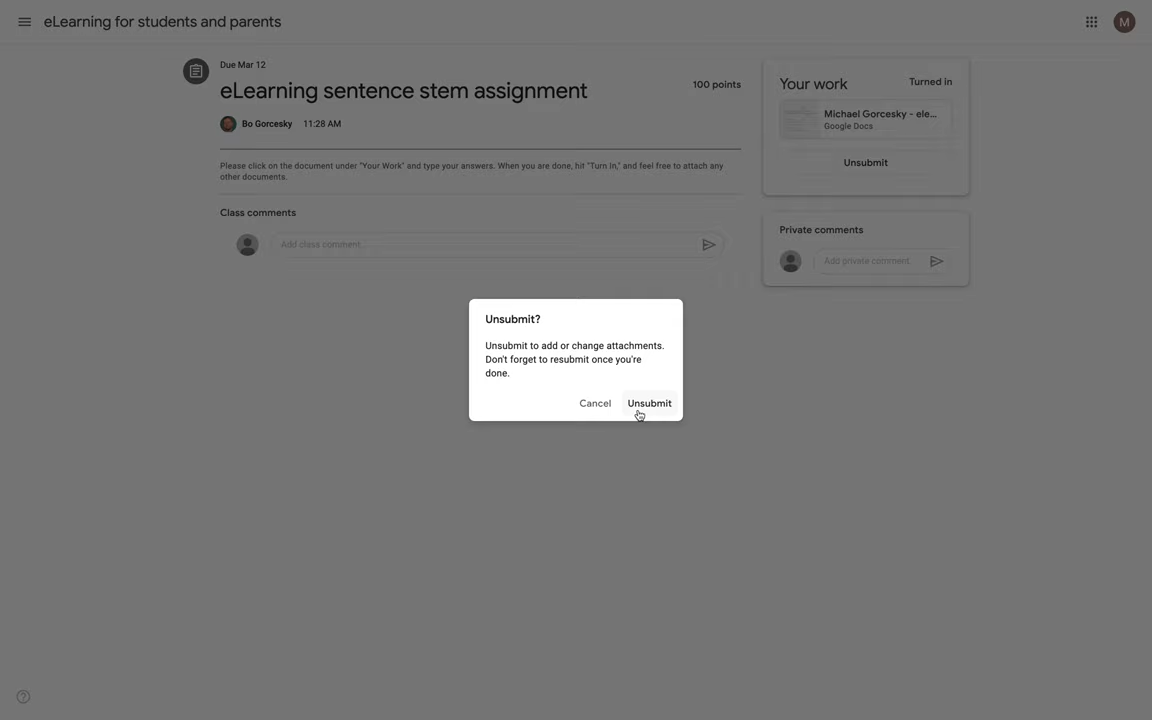 eLearning for students and parents
M
Due Mar 12
eLearning sentence stem assignment
100 points
Bo Gorcesky 11:28 AM
Please click on the document under "Your Work" and type your answers. When you are done, hit "Turn In," and feel free to attach any
other documents.
Class comments
Add class comment...
Your work
Turned in
Michael Gorcesky - ele...
Google Docs
Unsubmit
Private comments
Add private comment...
Unsubmit?
Unsubmit to add or change attachments.
Don't forget to resubmit once you're
done.
Cancel
Unsubmit